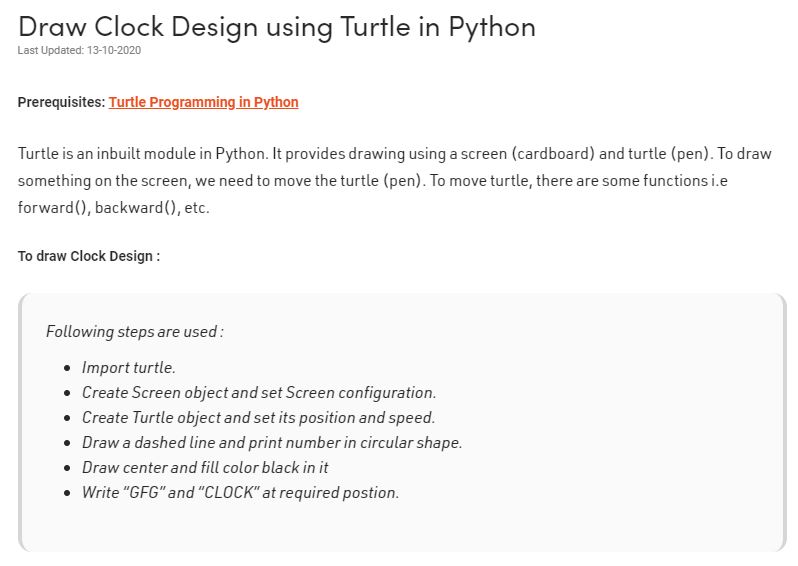 Draw Clock Design using Turtle in Python
Last Updated: 13-10-2020
Prerequisites: Turtle Programming in Python
Turtle is an inbuilt module in Python. It provides drawing using a screen (cardboard) and turtle (pen). To draw
something on the screen, we need to move the turtle (pen). To move turtle, there are some functions i.e
forward(), backward(), etc.
To draw Clock Design :
Following steps are used :
• Import turtle.
• Create Screen object and set Screen configuration.
• Create Turtle object and set its position and speed.
• Draw a dashed line and print number in circular shape.
• Draw center and fill color black in it
• Write “GFG” and “CLOCK” at required postion.